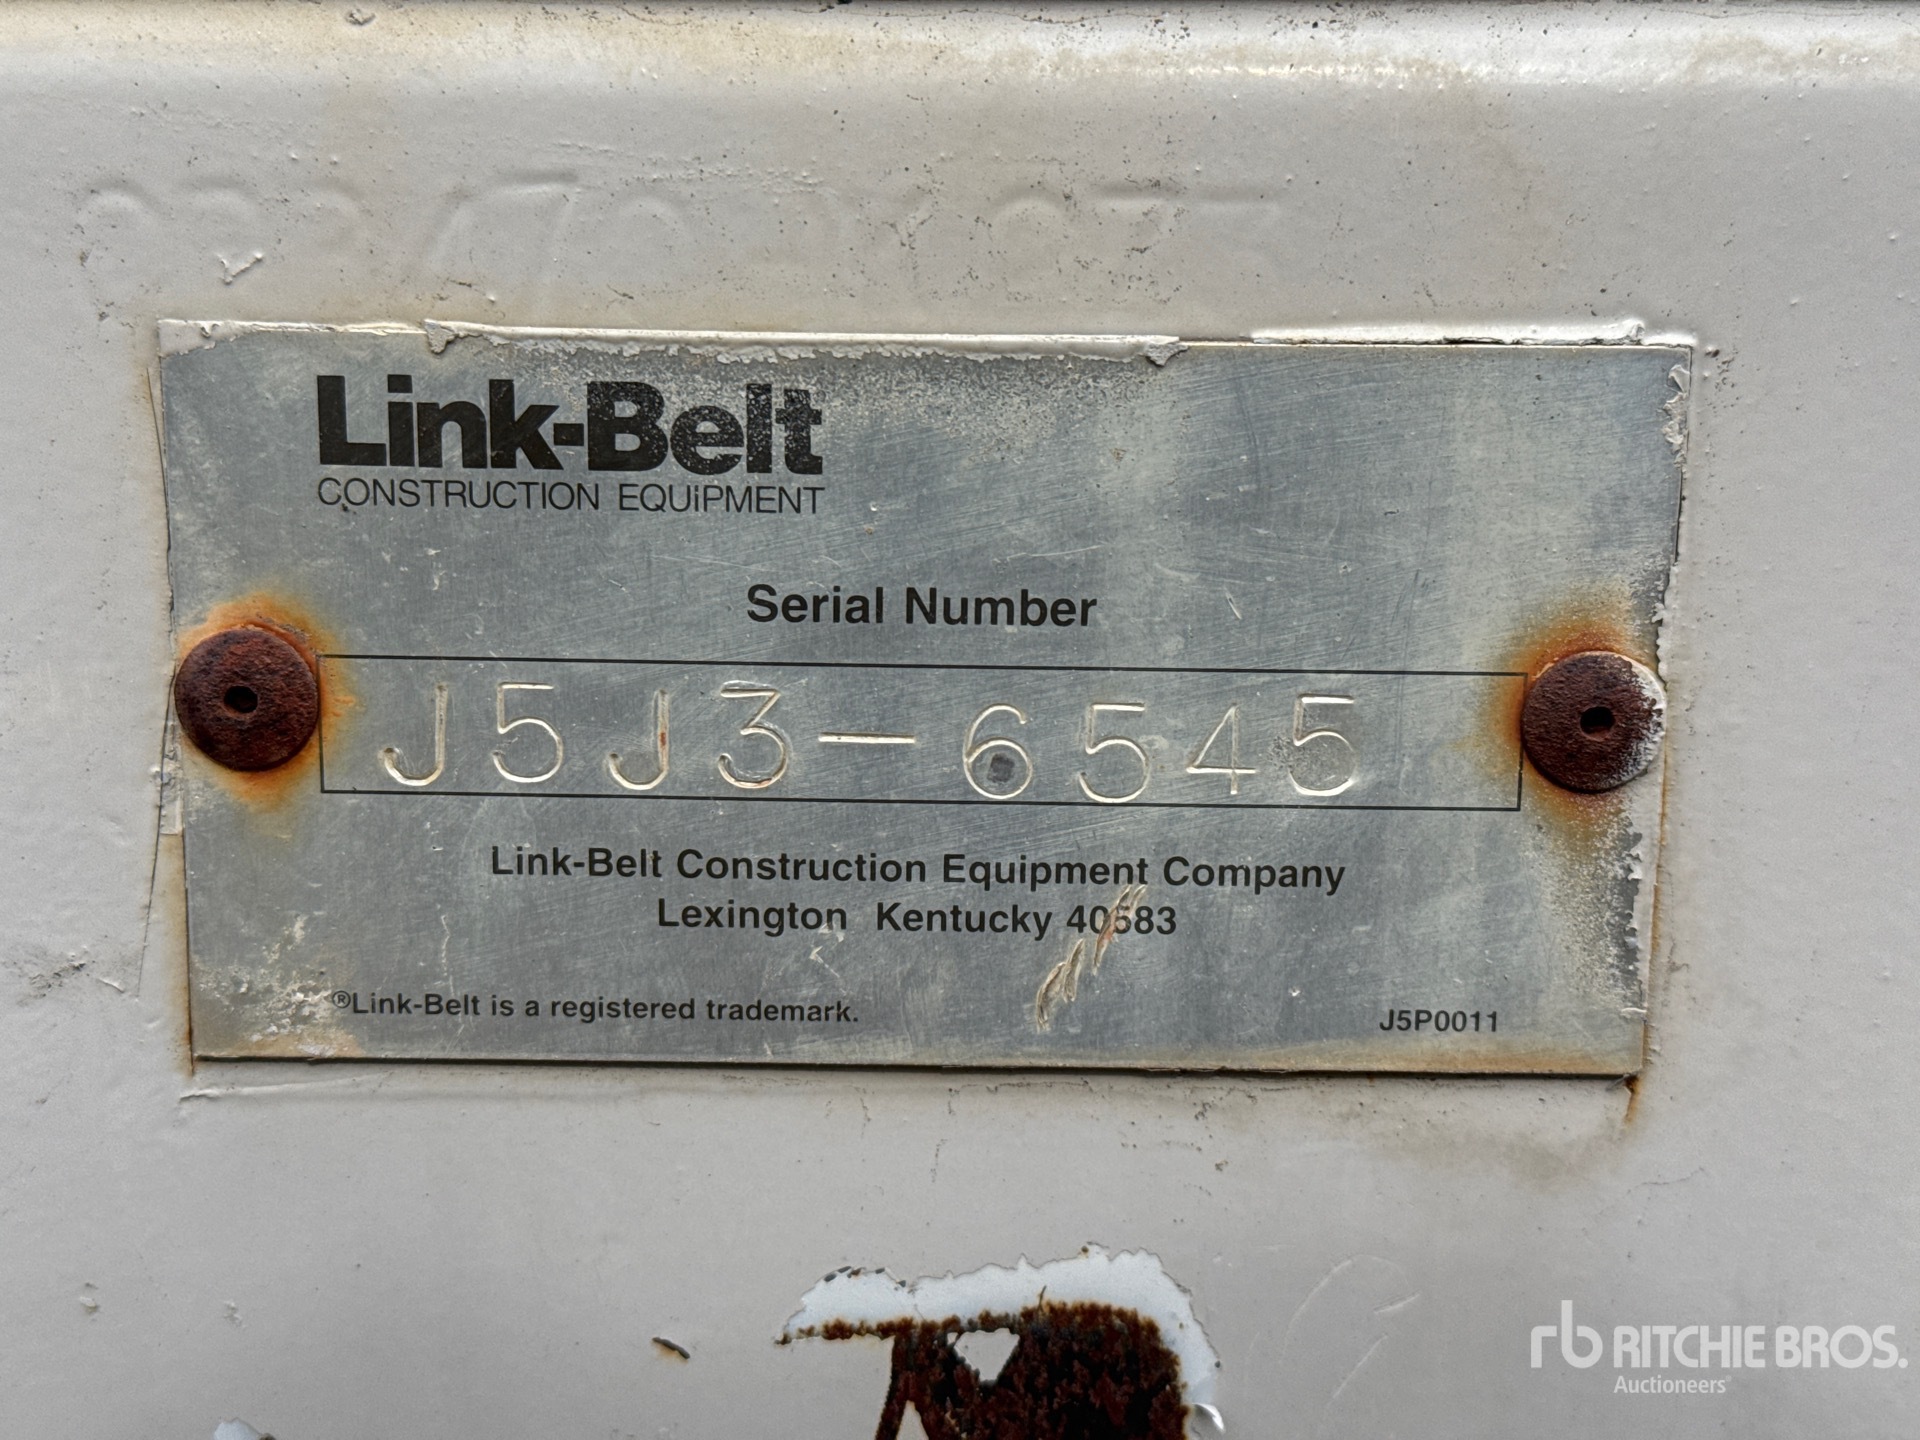 Link-Belt
CONSTRUCTION EQUIPMENT
Serial Number
J5J3-6545
Link-Belt Construction Equipment Company
Lexington Kentucky 40583
®Link-Belt is a registered trademark.
J5P0011
rb RITCHIE BROS.
Auctioneers